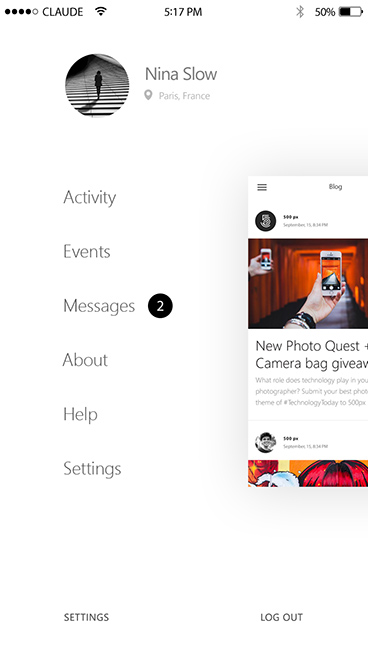 CLAUDE 5:17 PM 50%
Nina Slow
Paris, France
Activity
Events
Messages 2
About
Help
Settings
Blog
500 px
September, 15, 8:34 PM
New Photo Quest +
Camera bag giveaw
What role does technology play in you
photographer? Submit your best phot
theme of #TechnologyToday to 500px
500 px
September, 15, 8:34 PM
SETTINGS LOG OUT